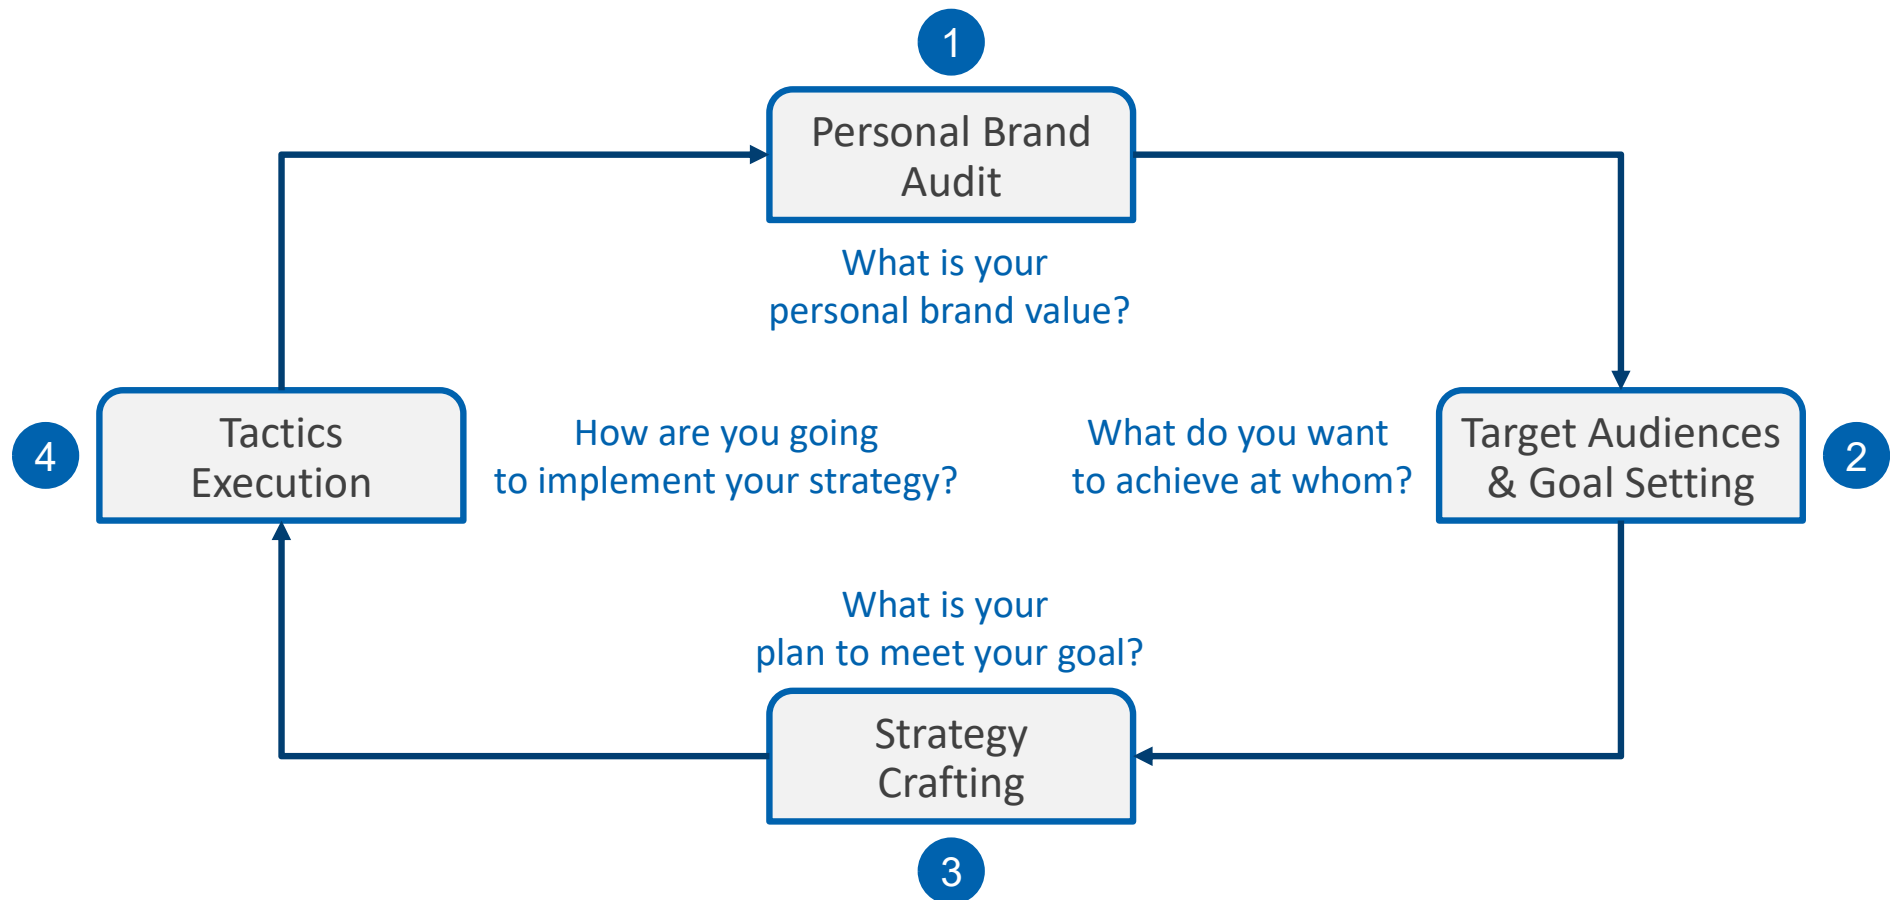 1
Personal Brand
Audit
What is your
personal brand value?
2
Target Audiences
& Goal Setting
What do you want
to achieve at whom?
3
Strategy
Crafting
What is your
plan to meet your goal?
4
Tactics
Execution
How are you going
to implement your strategy?